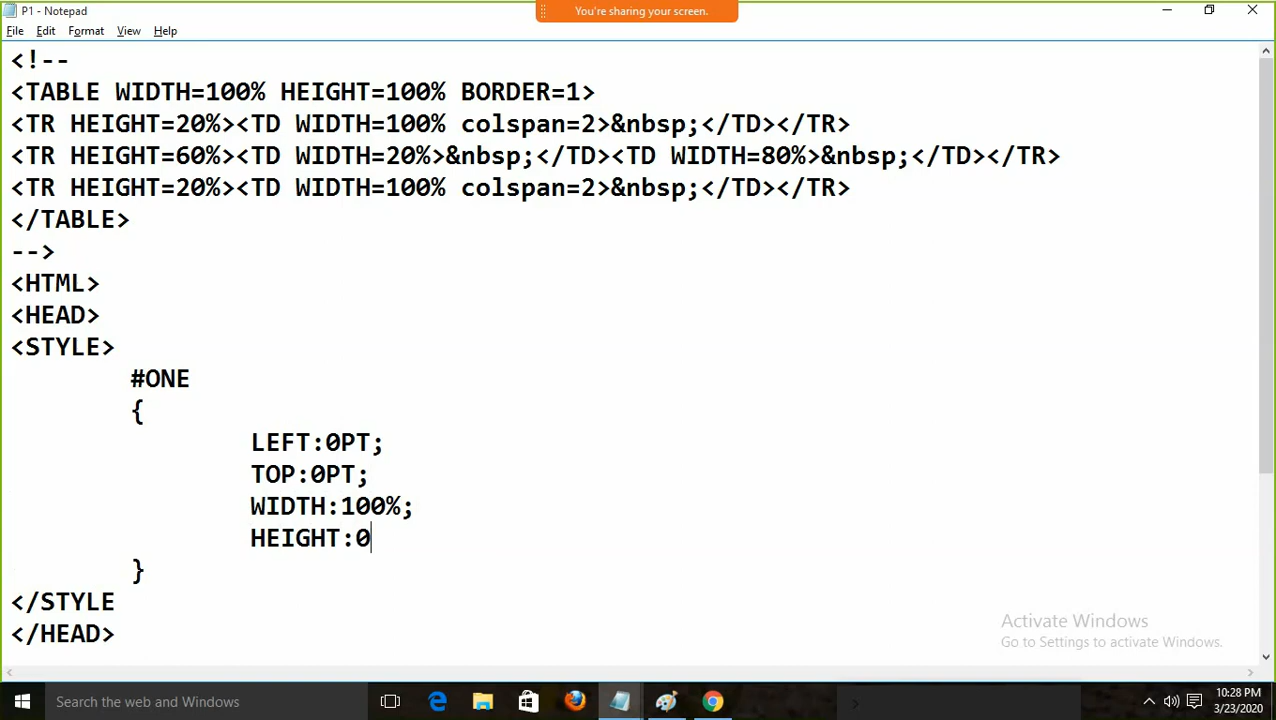 P1 - Notepad
You're sharing your screen.
File Edit Format View Help
<!--
<TABLE WIDTH=100% HEIGHT=100% BORDER=1>
<TR HEIGHT=20%><TD WIDTH=100% colspan=2>&nbsp;</TD></TR>
<TR HEIGHT=60%><TD WIDTH=20%>&nbsp;</TD><TD WIDTH=80%>&nbsp;</TD></TR>
<TR HEIGHT=20%><TD WIDTH=100% colspan=2>&nbsp;</TD></TR>
</TABLE>
-->
<HTML>
<HEAD>
<STYLE>
#ONE
{
LEFT:0PT;
TOP:0PT;
WIDTH:100%;
HEIGHT:0
}
</STYLE
</HEAD>
Activate Windows
Go to Settings to activate Windows.
Search the web and Windows
10:28 PM
3/23/2020